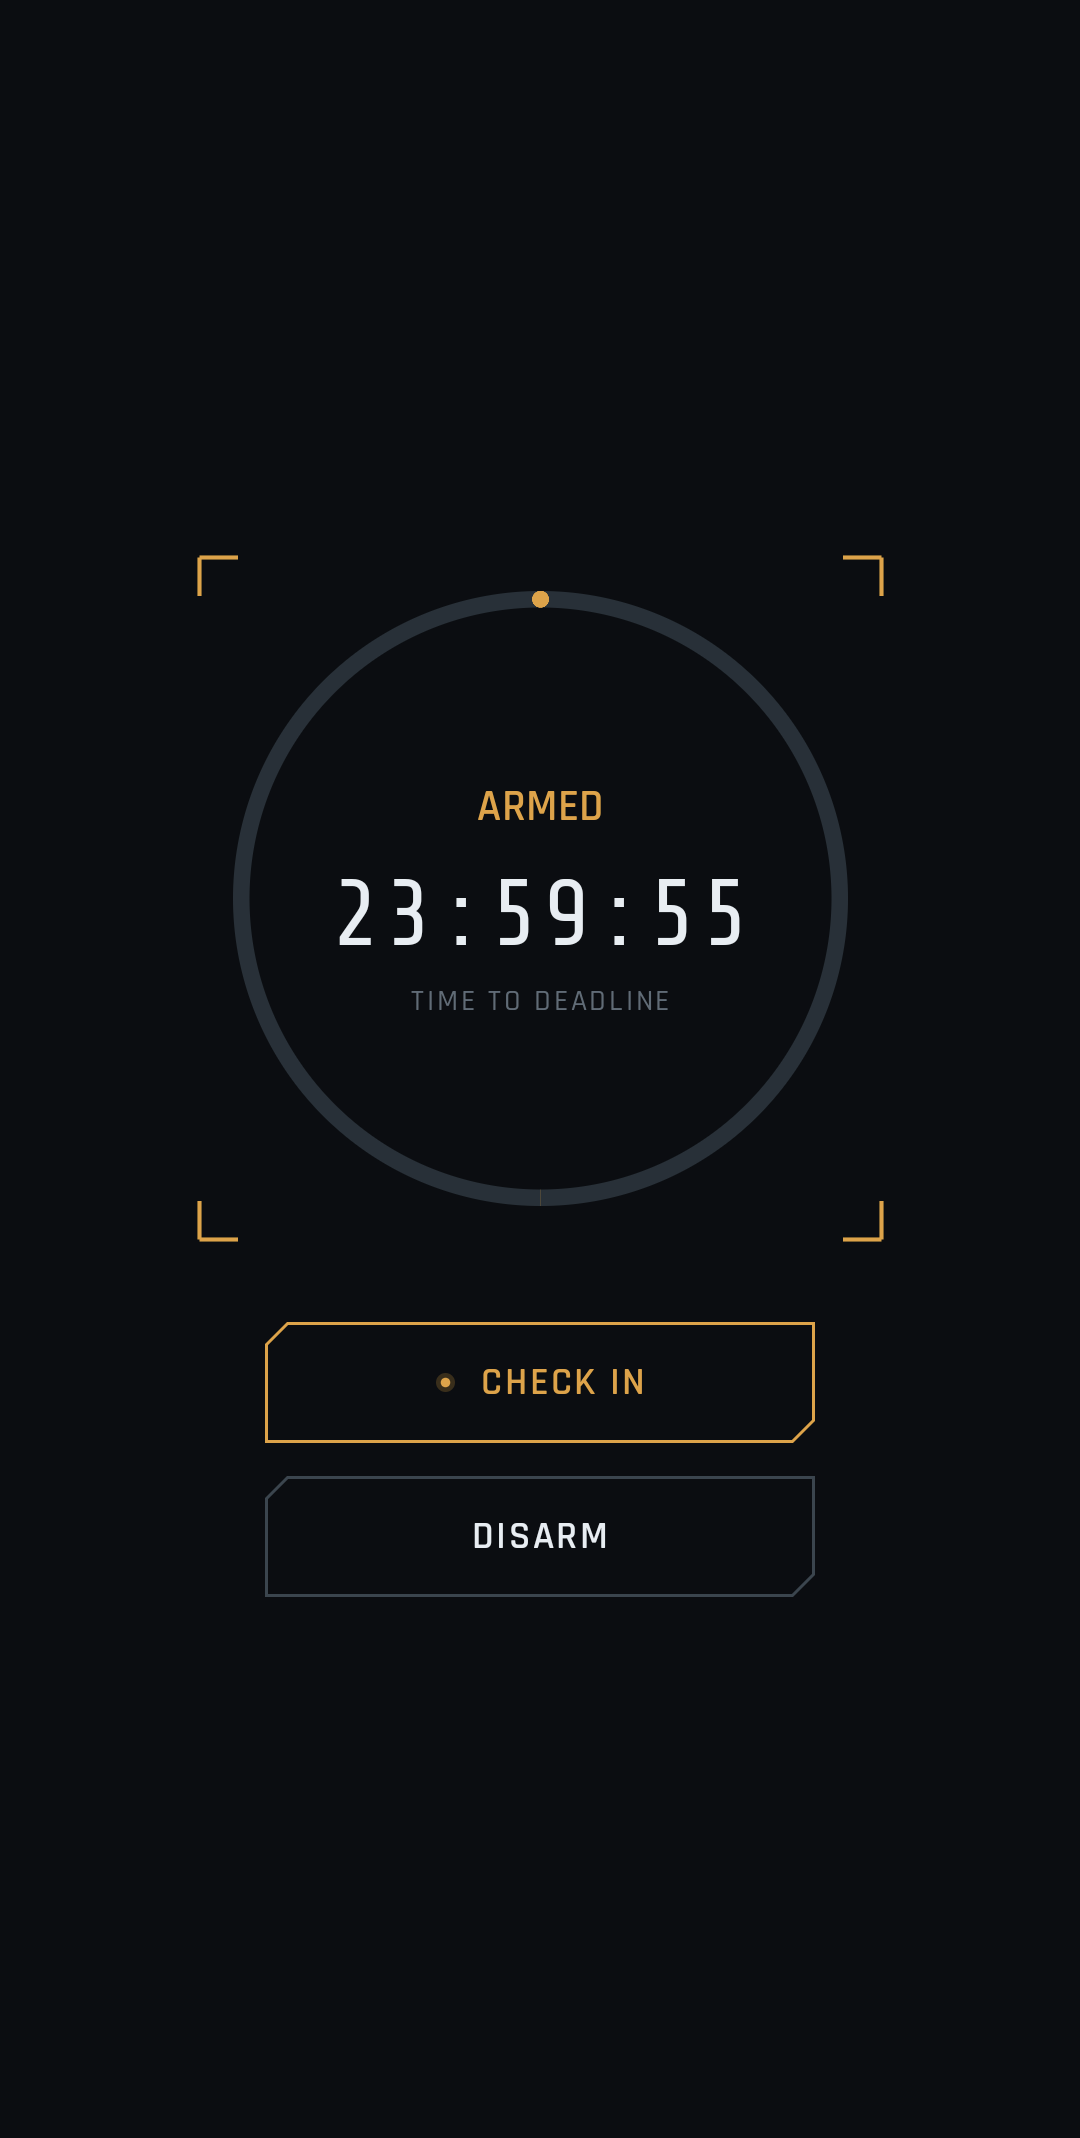 ARMED
23:59:55
TIME TO DEADLINE
CHECK IN
DISARM